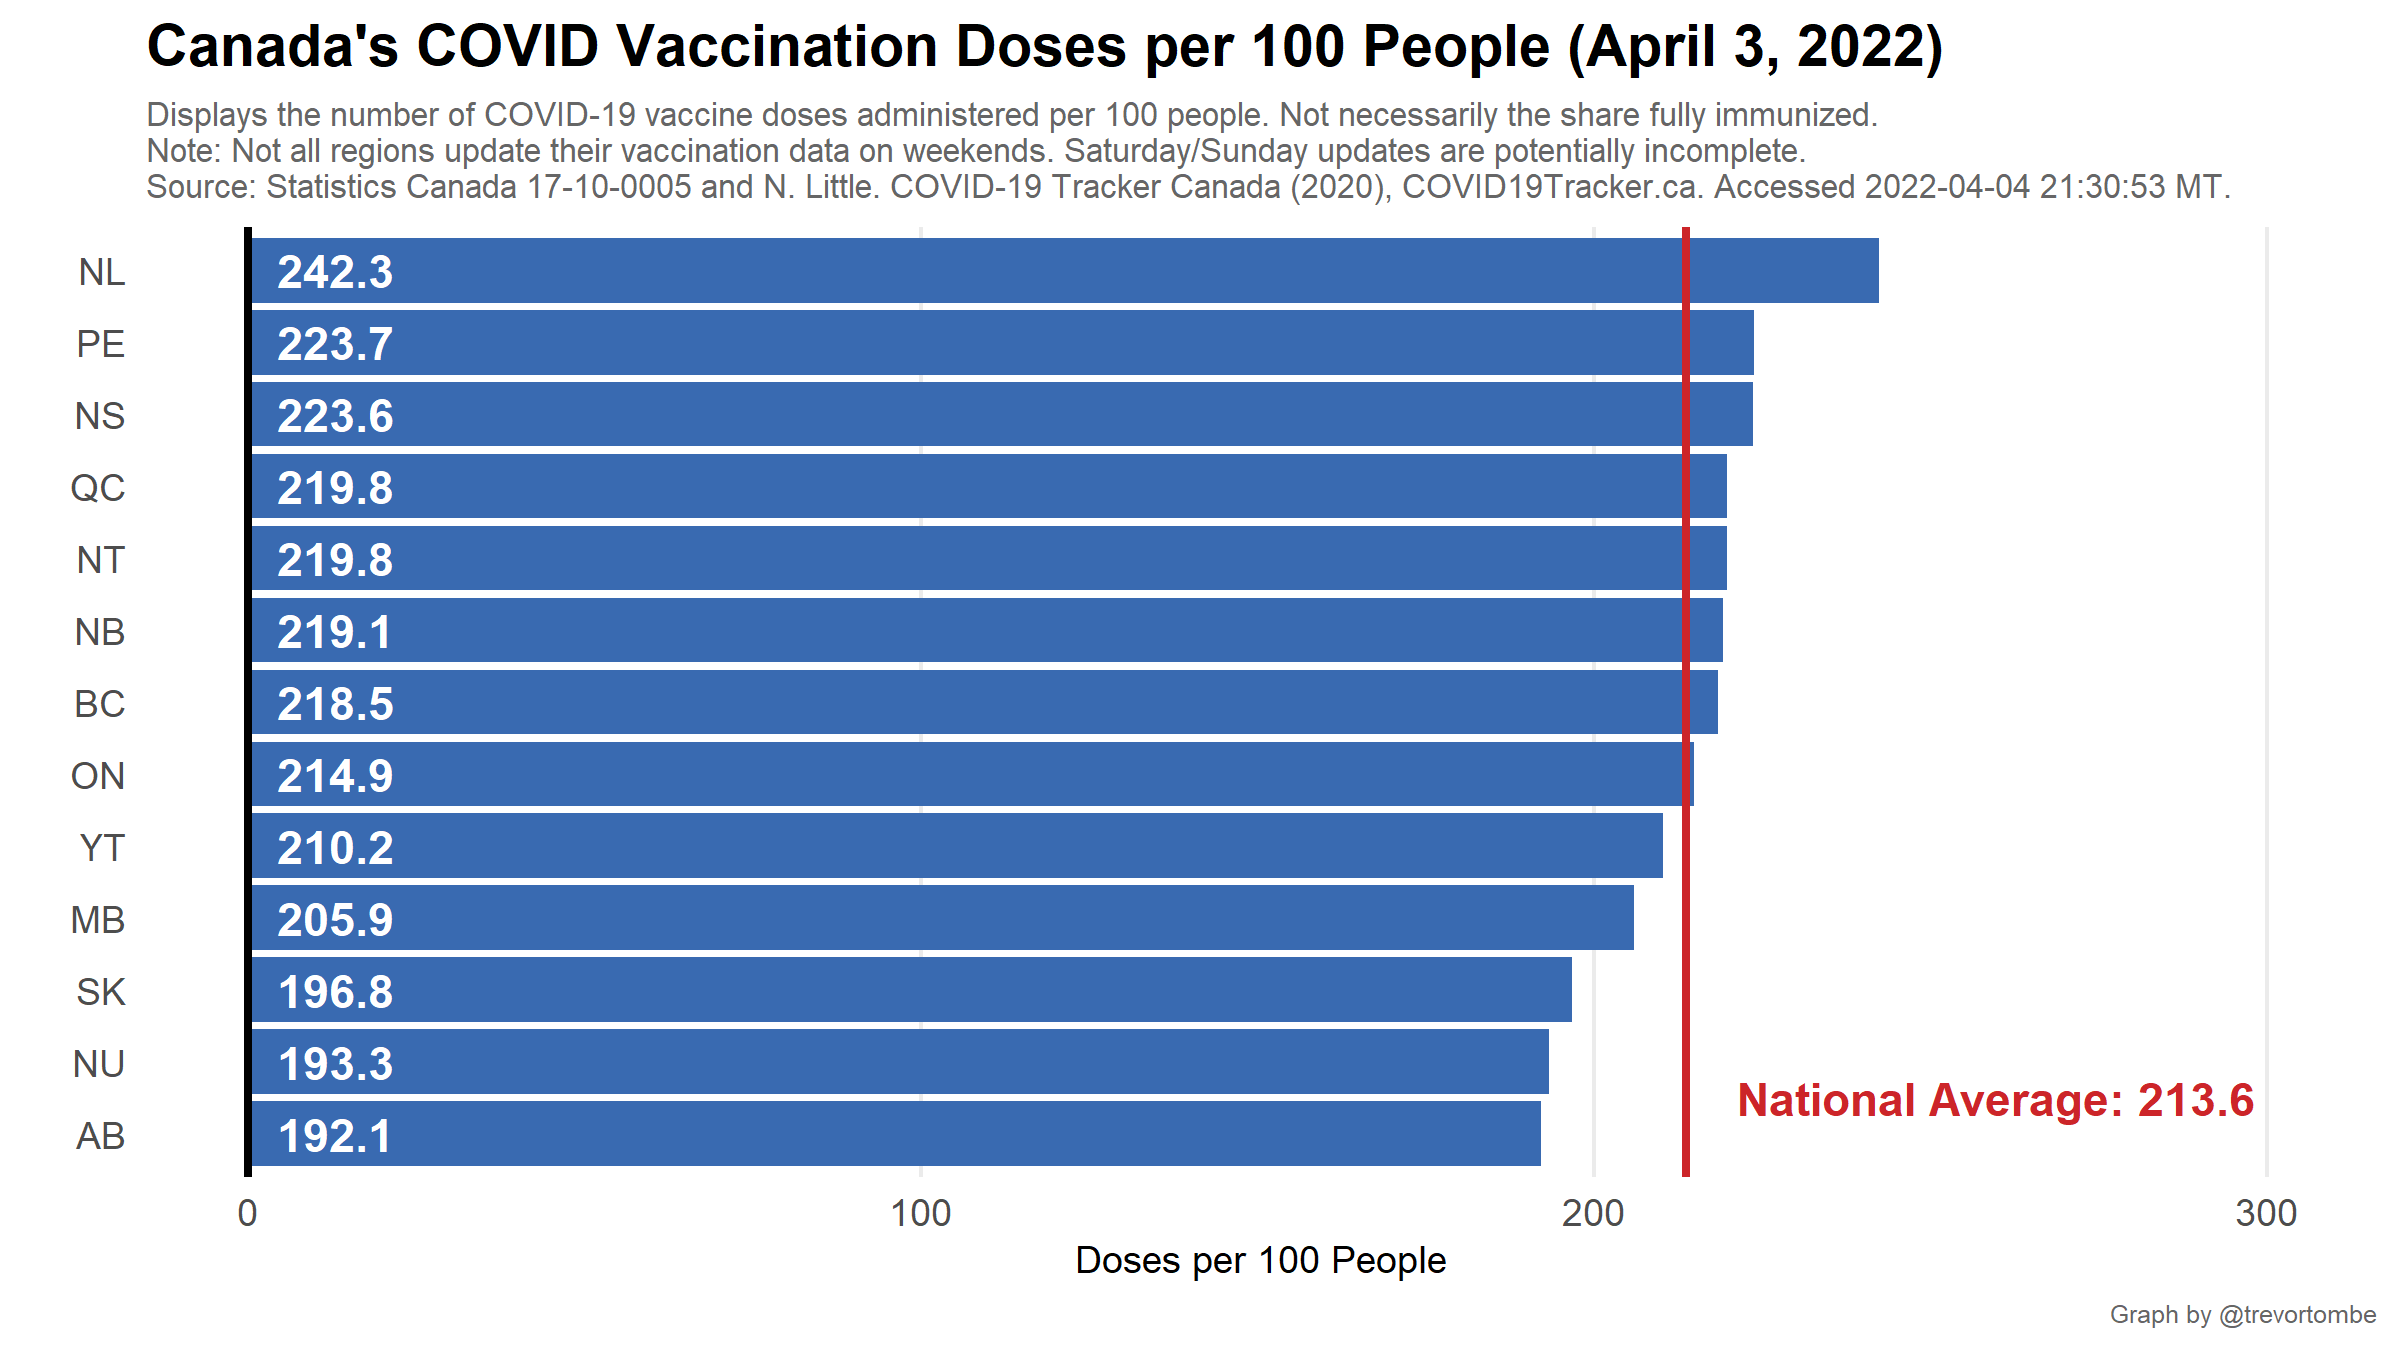 Canada's COVID Vaccination Doses per 100 People (April 3, 2022)
Displays the number of COVID-19 vaccine doses administered per 100 people. Not necessarily the share fully immunized.
Note: Not all regions update their vaccination data on weekends. Saturday/Sunday updates are potentially incomplete.
Source: Statistics Canada 17-10-0005 and N. Little. COVID-19 Tracker Canada (2020), COVID19Tracker.ca. Accessed 2022-04-04 21:30:53 MT.
NL 242.3
PE 223.7
NS 223.6
QC 219.8
NT 219.8
NB 219.1
BC 218.5
ON 214.9
YT 210.2
MB 205.9
SK 196.8
NU 193.3
National Average: 213.6
AB 192.1
0 100 200 300
Doses per 100 People
Graph by @trevortombe